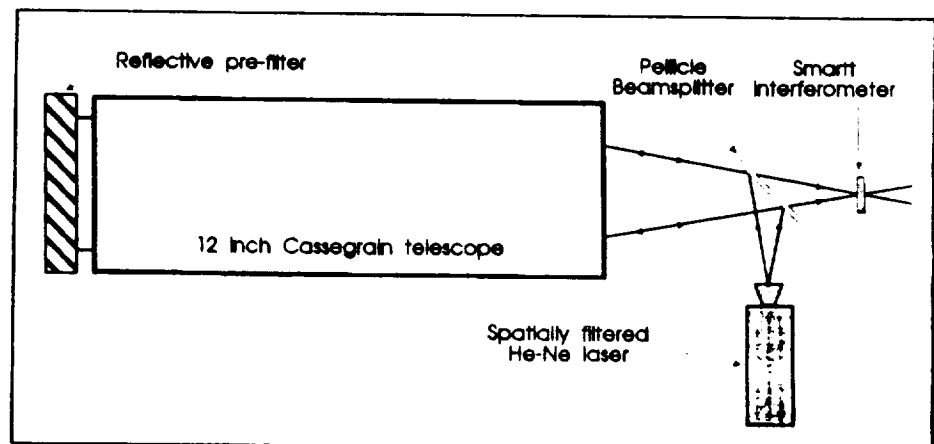 Reflective pre-filter
Pellicle
Beamsplitter
Smartt
interferometer
12 inch Cassegrain telescope
Spatially filtered
He-Ne laser